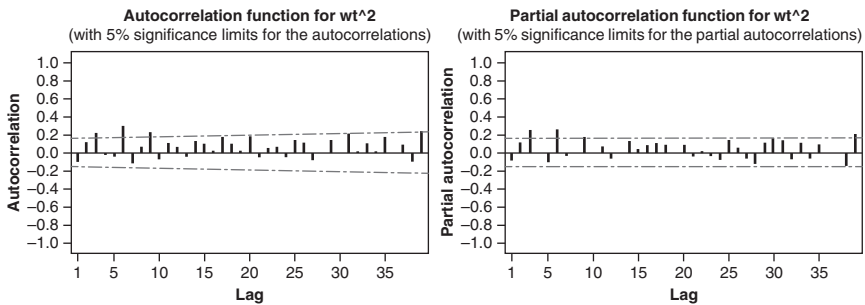 Autocorrelation function for wt^2
(with 5% significance limits for the autocorrelations)
Autocorrelation
1.0
0.8
0.6
0.4
0.2
0.0
−0.2
−0.4
−0.6
−0.8
−1.0
1 5 10 15 20 25 30 35
Lag
Partial autocorrelation function for wt^2
(with 5% significance limits for the partial autocorrelations)
Partial autocorrelation
1.0
0.8
0.6
0.4
0.2
0.0
−0.2
−0.4
−0.6
−0.8
−1.0
1 5 10 15 20 25 30 35
Lag